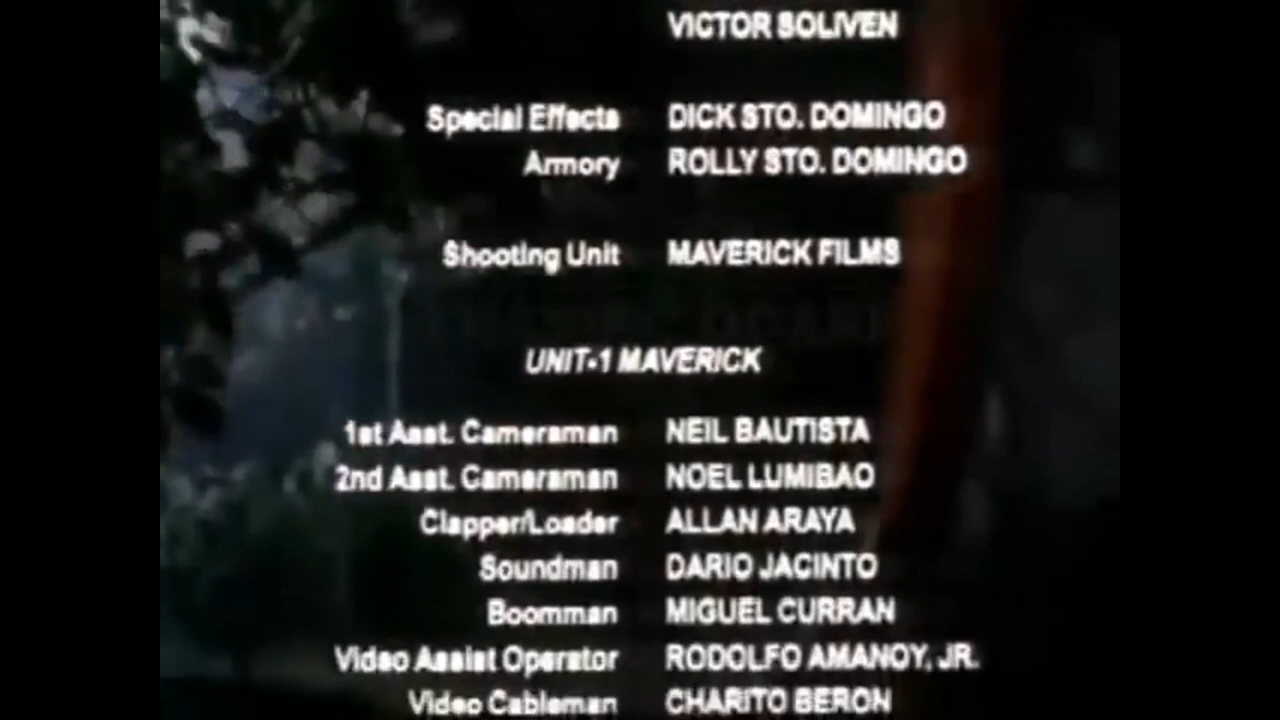 VICTOR SOLIVEN
Special Effects DICK STO. DOMINGO
Armory ROLLY STO. DOMINGO
Shooting Unit MAVERICK FILMS
UNIT-1 MAVERICK
1st Asst. Cameraman NEIL BAUTISTA
2nd Asst. Cameraman NOEL LUMIBAO
Clapper/Loader ALLAN ARAYA
Soundman DARIO JACINTO
Boomman MIGUEL CURRAN
Video Assist Operator RODOLFO AMANOY, JR.
Video Cableman CHARITO BERON